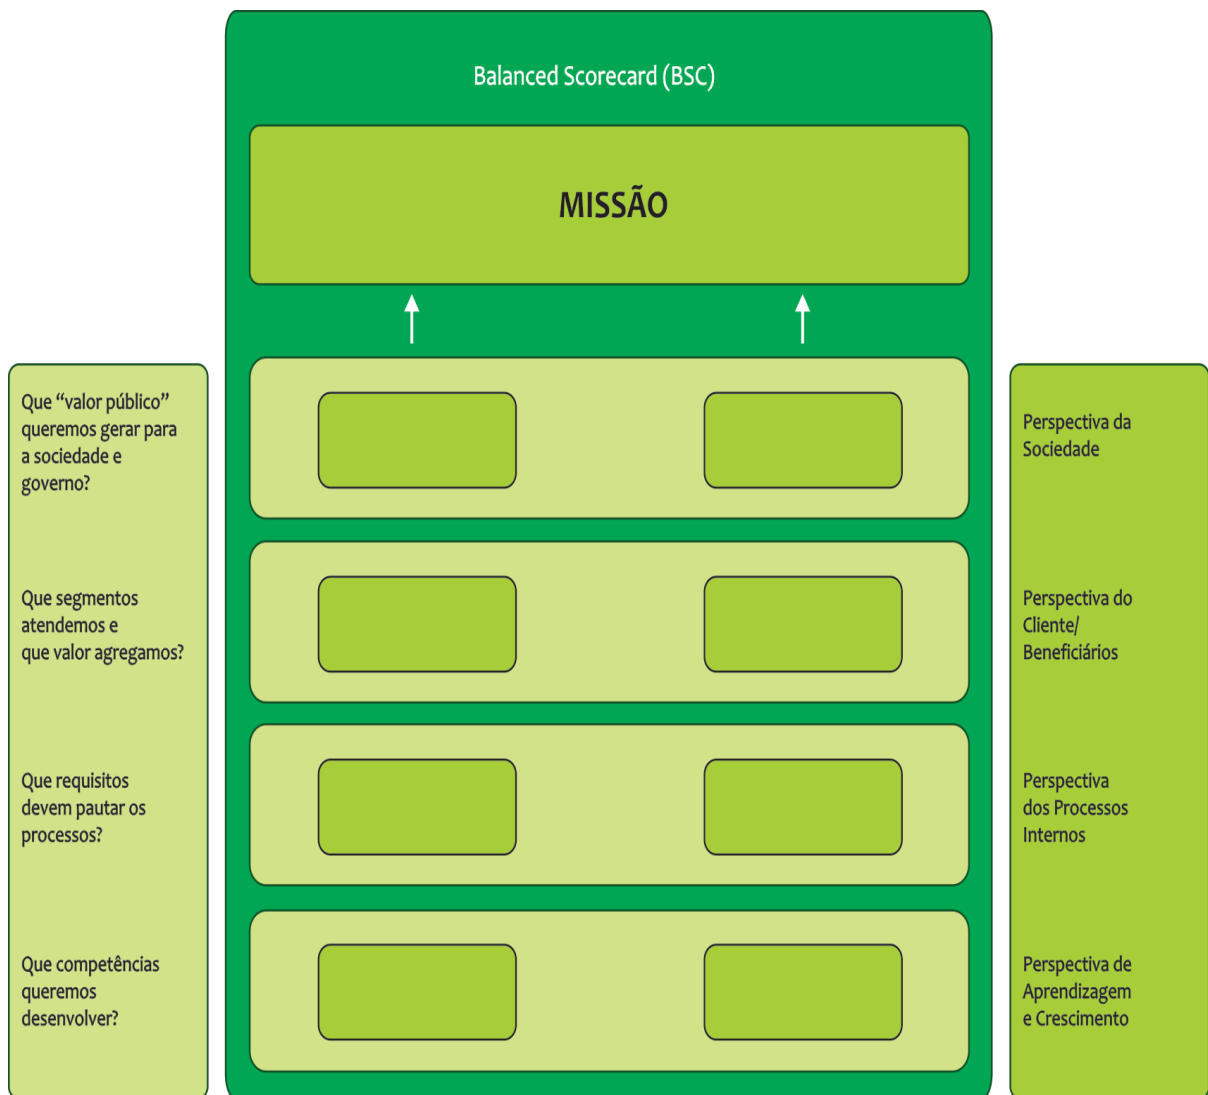 Balanced Scorecard (BSC)
MISSÃO
Que “valor público”
queremos gerar para
a sociedade e
governo?
Perspectiva da
Sociedade
Que segmentos
atendemos e
que valor agregamos?
Perspectiva do
Cliente/
Beneficiários
Que requisitos
devem pautar os
processos?
Perspectiva
dos Processos
Internos
Que competências
queremos
desenvolver?
Perspectiva de
Aprendizagem
e Crescimento